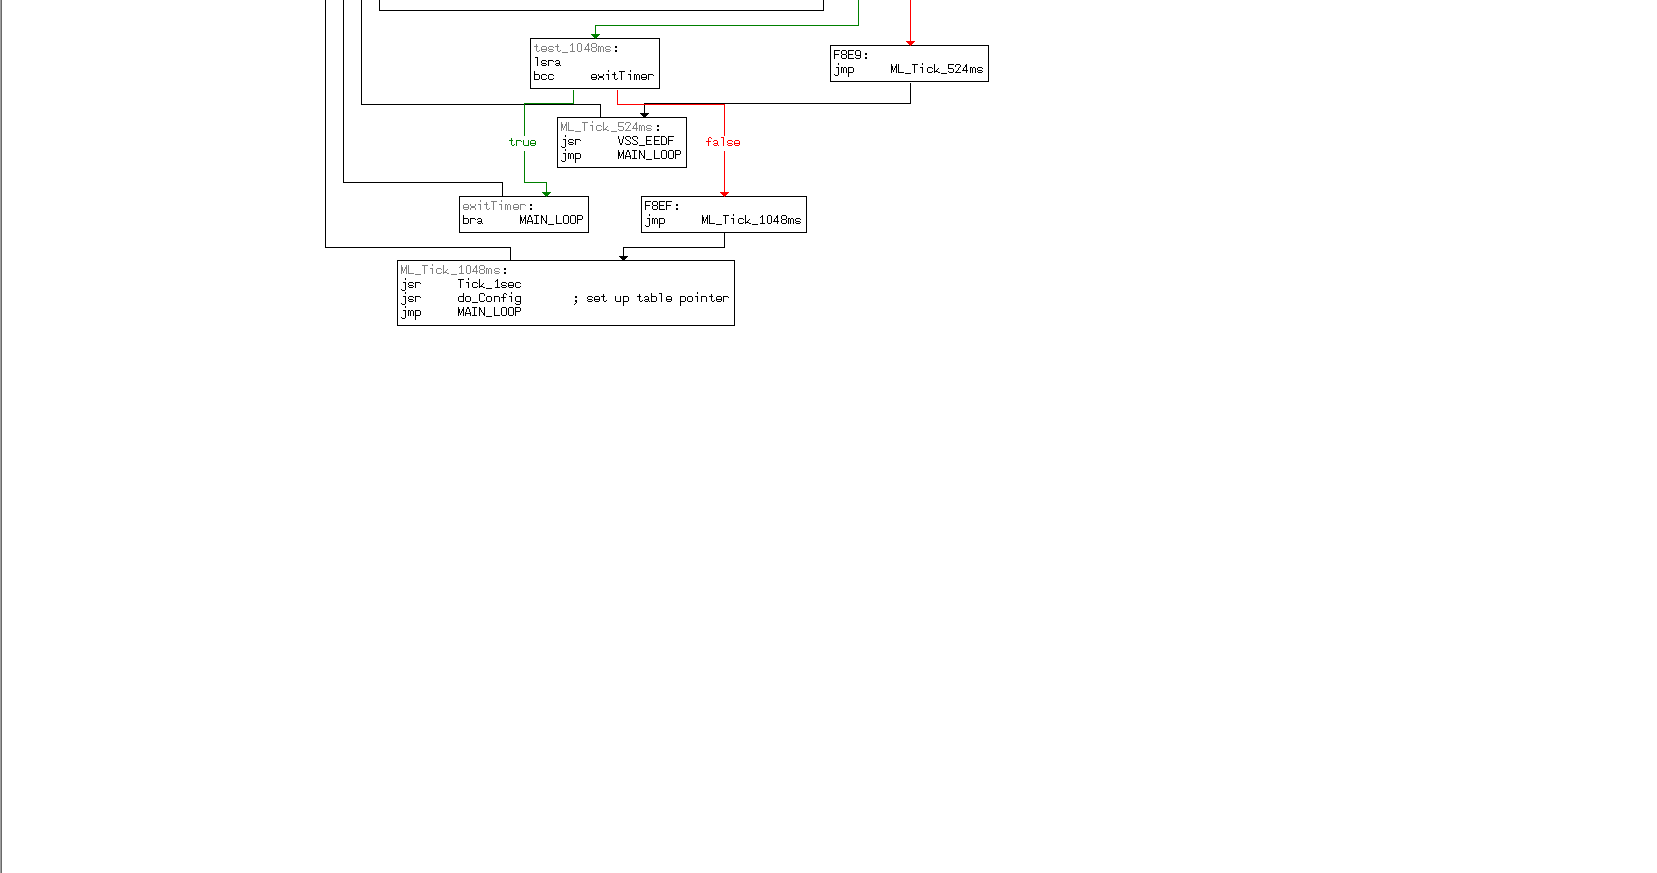 test_1048ms:
lsra
bcc exitTimer
F8E9:
jmp ML_Tick_524ms
ML_Tick_524ms:
jsr VSS_EEDF
jmp MAIN_LOOP
true
false
exitTimer:
bra MAIN_LOOP
F8EF:
jmp ML_Tick_1048ms
ML_Tick_1048ms:
jsr Tick_1sec
jsr do_Config ; set up table pointer
jmp MAIN_LOOP